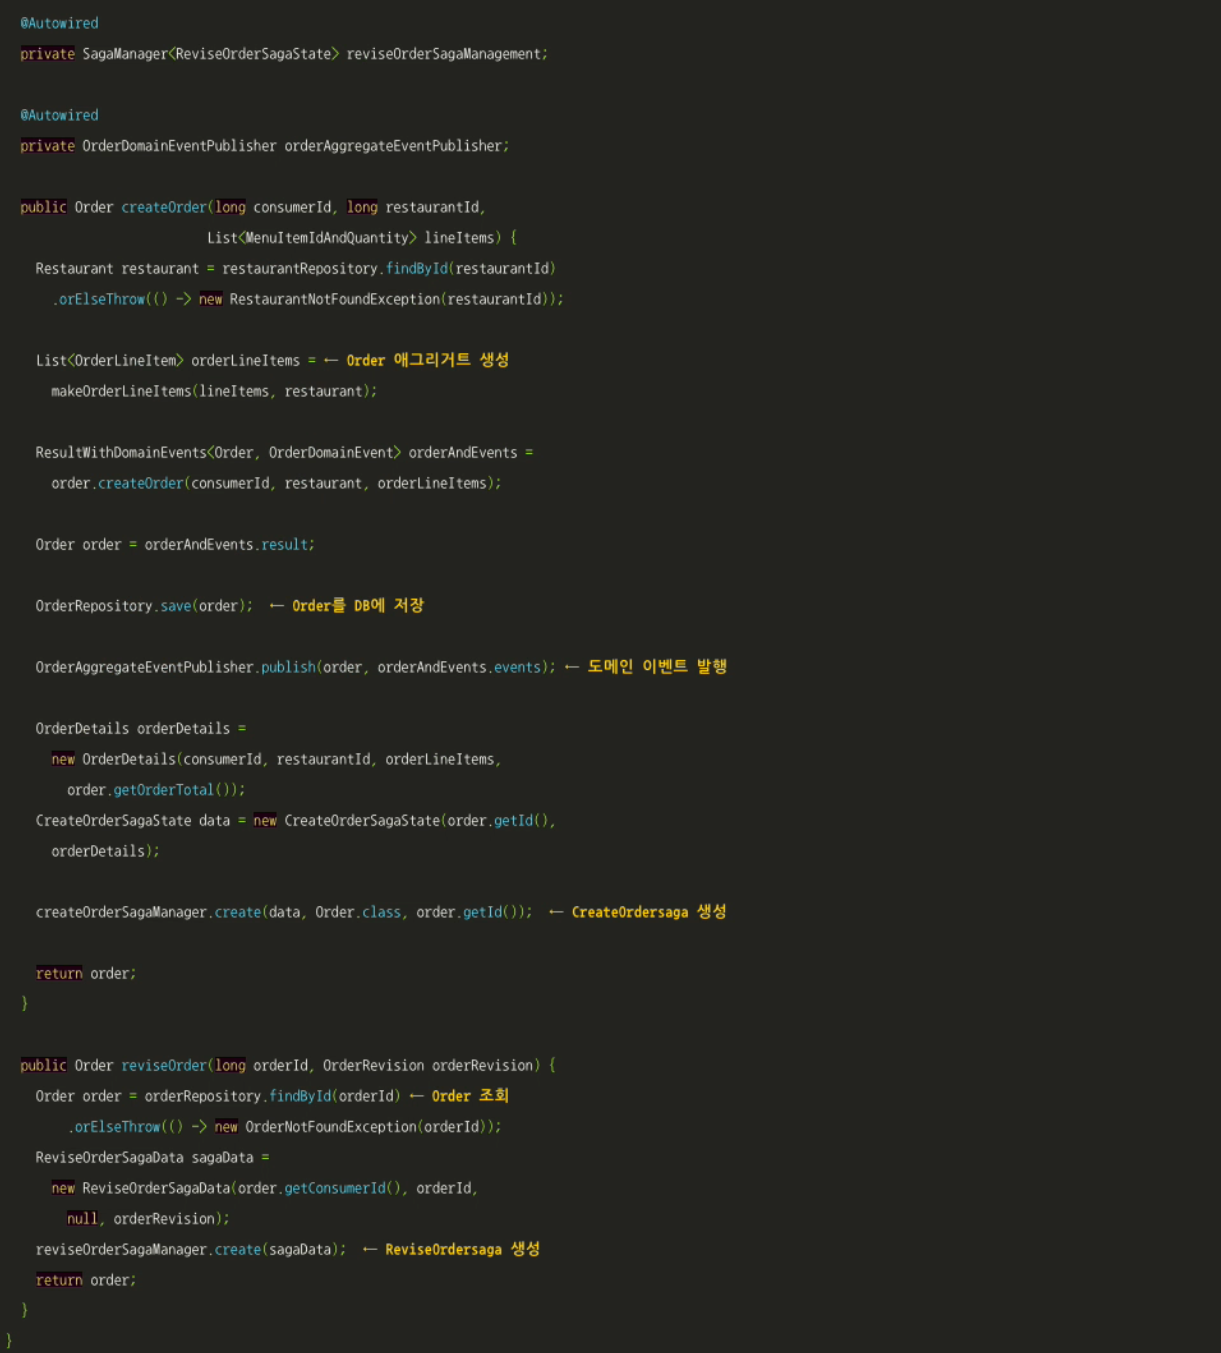 @Autowired
private SagaManager<ReviseOrderSagaState> reviseOrderSagaManagement;
@Autowired
private OrderDomainEventPublisher orderAggregateEventPublisher;
public Order createOrder(long consumerId, long restaurantId,
List<MenuItemIdAndQuantity> lineItems) {
Restaurant restaurant = restaurantRepository.findById(restaurantId)
.orElseThrow(() -> new RestaurantNotFoundException(restaurantId));
List<OrderLineItem> orderLineItems = ← Order 애그리거트 생성
makeOrderLineItems(lineItems, restaurant);
ResultWithDomainEvents<Order, OrderDomainEvent> orderAndEvents =
order.createOrder(consumerId, restaurant, orderLineItems);
Order order = orderAndEvents.result;
OrderRepository.save(order); ← Order를 DB에 저장
OrderAggregateEventPublisher.publish(order, orderAndEvents.events); ← 도메인 이벤트 발행
OrderDetails orderDetails =
new OrderDetails(consumerId, restaurantId, orderLineItems,
order.getOrderTotal());
CreateOrderSagaState data = new CreateOrderSagaState(order.getId(),
orderDetails);
createOrderSagaManager.create(data, Order.class, order.getId()); ← CreateOrdersaga 생성
return order;
}
public Order reviseOrder(long orderId, OrderRevision orderRevision) {
Order order = orderRepository.findById(orderId) ← Order 조회
.orElseThrow(() -> new OrderNotFoundException(orderId));
ReviseOrderSagaData sagaData =
new ReviseOrderSagaData(order.getConsumerId(), orderId,
null, orderRevision);
reviseOrderSagaManager.create(sagaData); ← ReviseOrdersaga 생성
return order;
}
}